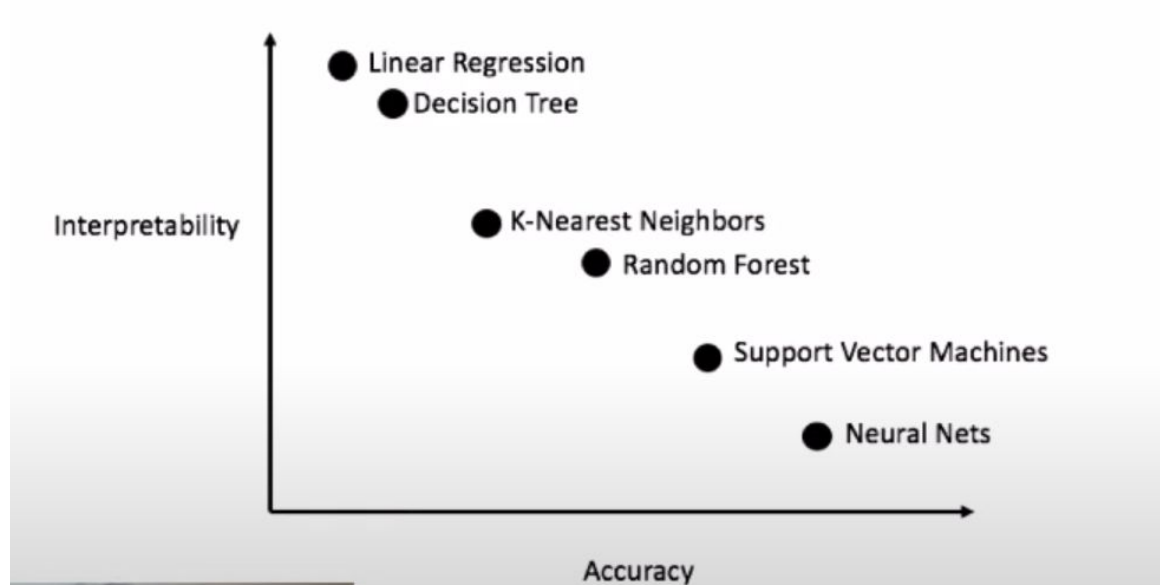 Linear Regression
Decision Tree
Interpretability
K-Nearest Neighbors
Random Forest
Support Vector Machines
Neural Nets
Accuracy